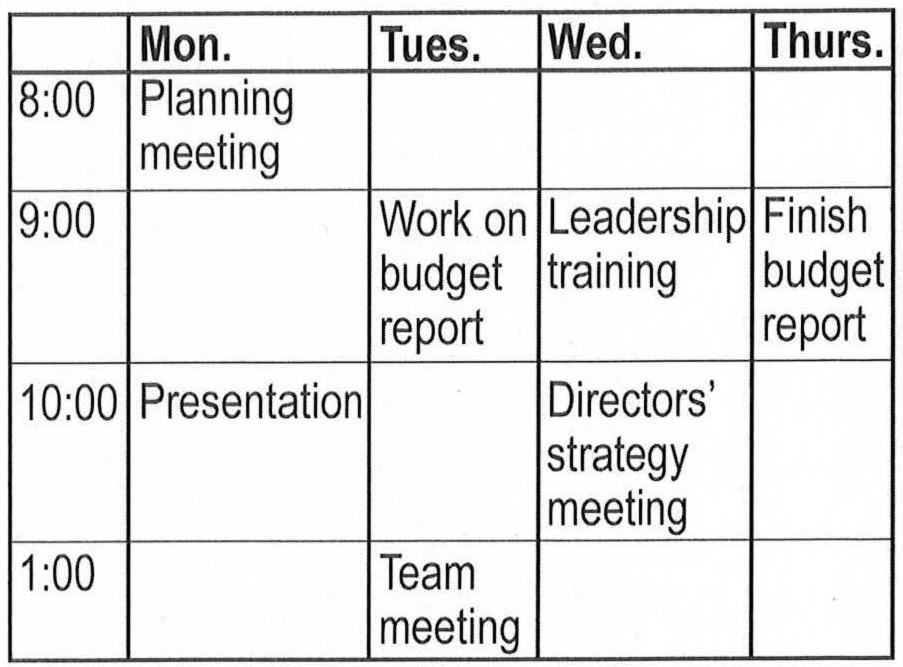 Mon. Tues. Wed. Thurs.
8:00 Planning
meeting
9:00 Work on Leadership Finish
budget training budget
report report
10:00 Presentation Directors’
strategy
meeting
1:00 Team
meeting